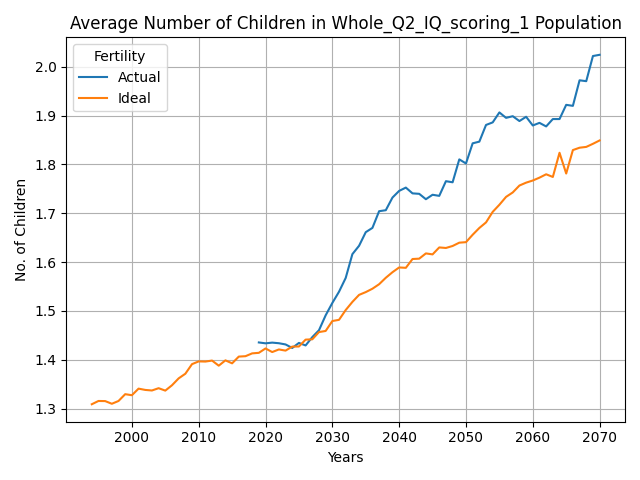 Average Number of Children in Whole_Q2_IQ_scoring_1 Population
Fertility
Actual
Ideal
No. of Children
2.0
1.9
1.8
1.7
1.6
1.5
1.4
1.3
2000 2010 2020 2030 2040 2050 2060 2070
Years